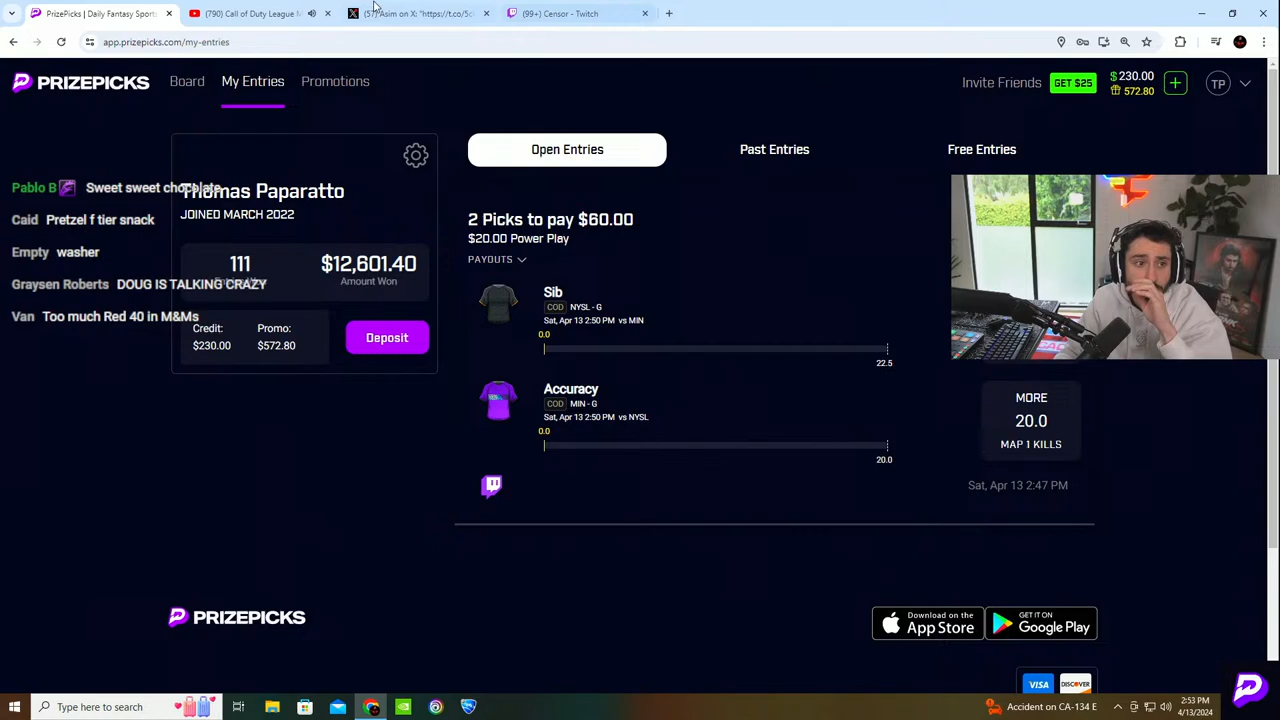 PrizePicks | Daily Fantasy Sports
(790) Call of Duty League
(57) Asim on X: "https://t.co/
(99+) Censor - Twitch
app.prizepicks.com/my-entries
PRIZEPICKS
Board
My Entries
Promotions
Invite Friends
GET $25
$230.00
572.80
TP
Thomas Paparatto
JOINED MARCH 2022
111
$12,601.40
Amount Won
Credit:
$230.00
Promo:
$572.80
Deposit
Pablo B Sweet sweet chocolate
Caid Pretzel f tier snack
Empty washer
Graysen Roberts DOUG IS TALKING CRAZY
Van Too much Red 40 in M&Ms
Open Entries
Past Entries
Free Entries
2 Picks to pay $60.00
$20.00 Power Play
PAYOUTS
Sib
COD NYSL - G
Sat, Apr 13 2:50 PM vs MIN
0.0
22.5
Accuracy
COD MIN - G
Sat, Apr 13 2:50 PM vs NYSL
0.0
20.0
MORE
20.0
MAP 1 KILLS
Sat, Apr 13 2:47 PM
PRIZEPICKS
Download on the
App Store
GET IT ON
Google Play
VISA
DISCOVER
Type here to search
Accident on CA-134 E
2:53 PM
4/13/2024